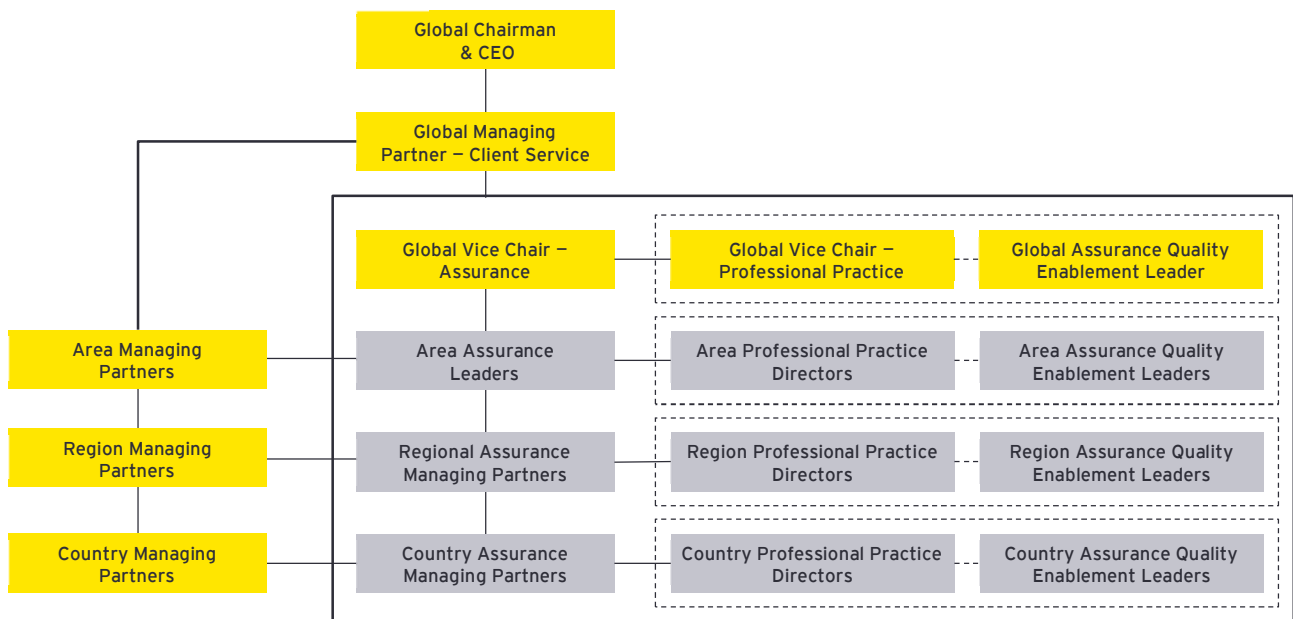 Global Chairman
& CEO
Global Managing
Partner – Client Service
Global Vice Chair –
Assurance
Global Vice Chair –
Professional Practice
Global Assurance Quality
Enablement Leader
Area Managing
Partners
Area Assurance
Leaders
Area Professional Practice
Directors
Area Assurance Quality
Enablement Leaders
Region Managing
Partners
Regional Assurance
Managing Partners
Region Professional Practice
Directors
Region Assurance Quality
Enablement Leaders
Country Managing
Partners
Country Assurance
Managing Partners
Country Professional Practice
Directors
Country Assurance Quality
Enablement Leaders